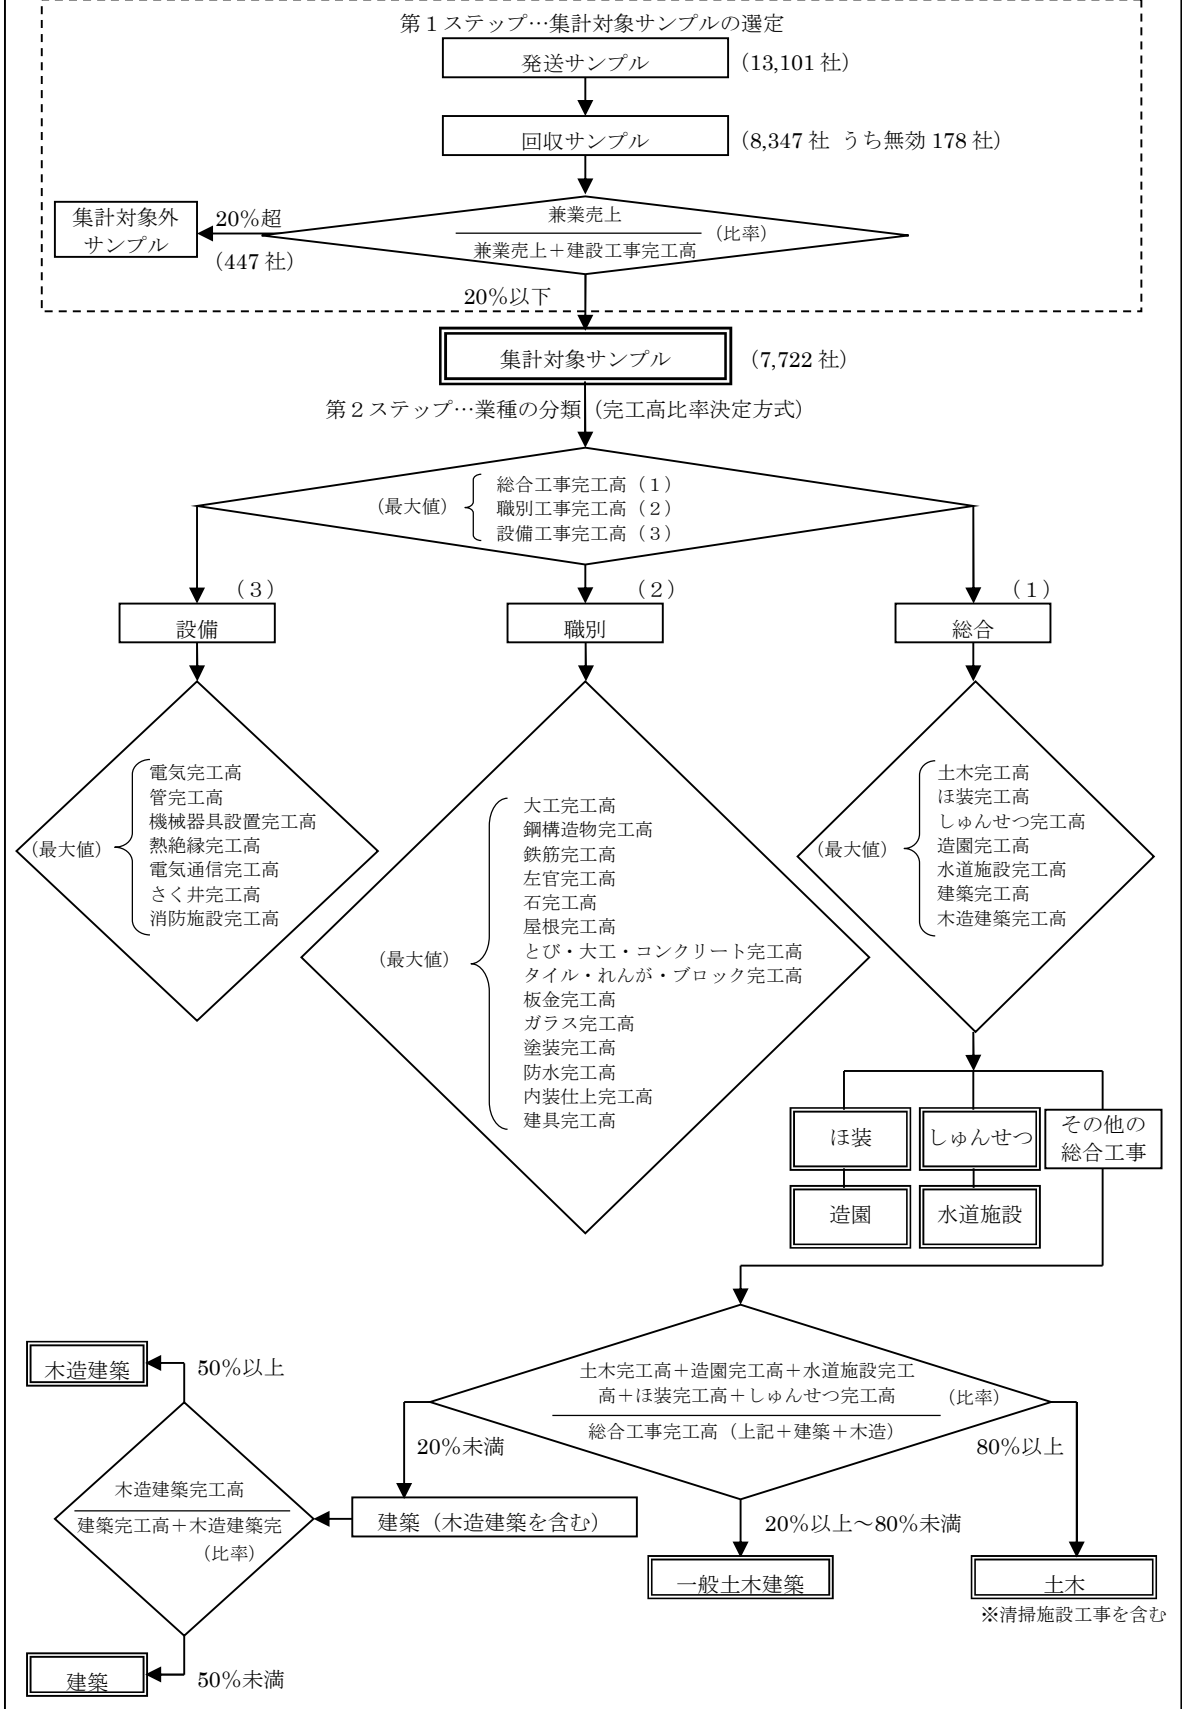 第１ステップ…集計対象サンプルの選定
発送サンプル
（13,101 社）
回収サンプル
（8,347 社 うち無効 178 社）
集計対象外
サンプル
20％超
（447 社）
兼業売上
兼業売上＋建設工事完工高
（比率）
20％以下
集計対象サンプル
（7,722 社）
第２ステップ…業種の分類（完工高比率決定方式）
（最大値）
総合工事完工高（１）
職別工事完工高（２）
設備工事完工高（３）
（３）
（２）
（１）
設備
職別
総合
（最大値）
電気完工高
管完工高
機械器具設置完工高
熱絶縁完工高
電気通信完工高
さく井完工高
消防施設完工高
（最大値）
大工完工高
鋼構造物完工高
鉄筋完工高
左官完工高
石完工高
屋根完工高
とび・大工・コンクリート完工高
タイル・れんが・ブロック完工高
板金完工高
ガラス完工高
塗装完工高
防水完工高
内装仕上完工高
建具完工高
（最大値）
土木完工高
ほ装完工高
しゅんせつ完工高
造園完工高
水道施設完工高
建築完工高
木造建築完工高
ほ装
しゅんせつ
その他の
総合工事
造園
水道施設
土木完工高＋造園完工高＋水道施設完工
高＋ほ装完工高＋しゅんせつ完工高
総合工事完工高（上記＋建築＋木造）
（比率）
20％未満
80％以上
20％以上～80％未満
建築（木造建築を含む）
一般土木建築
土木
※清掃施設工事を含む
木造建築
50％以上
木造建築完工高
建築完工高＋木造建築完
（比率）
建築
50％未満